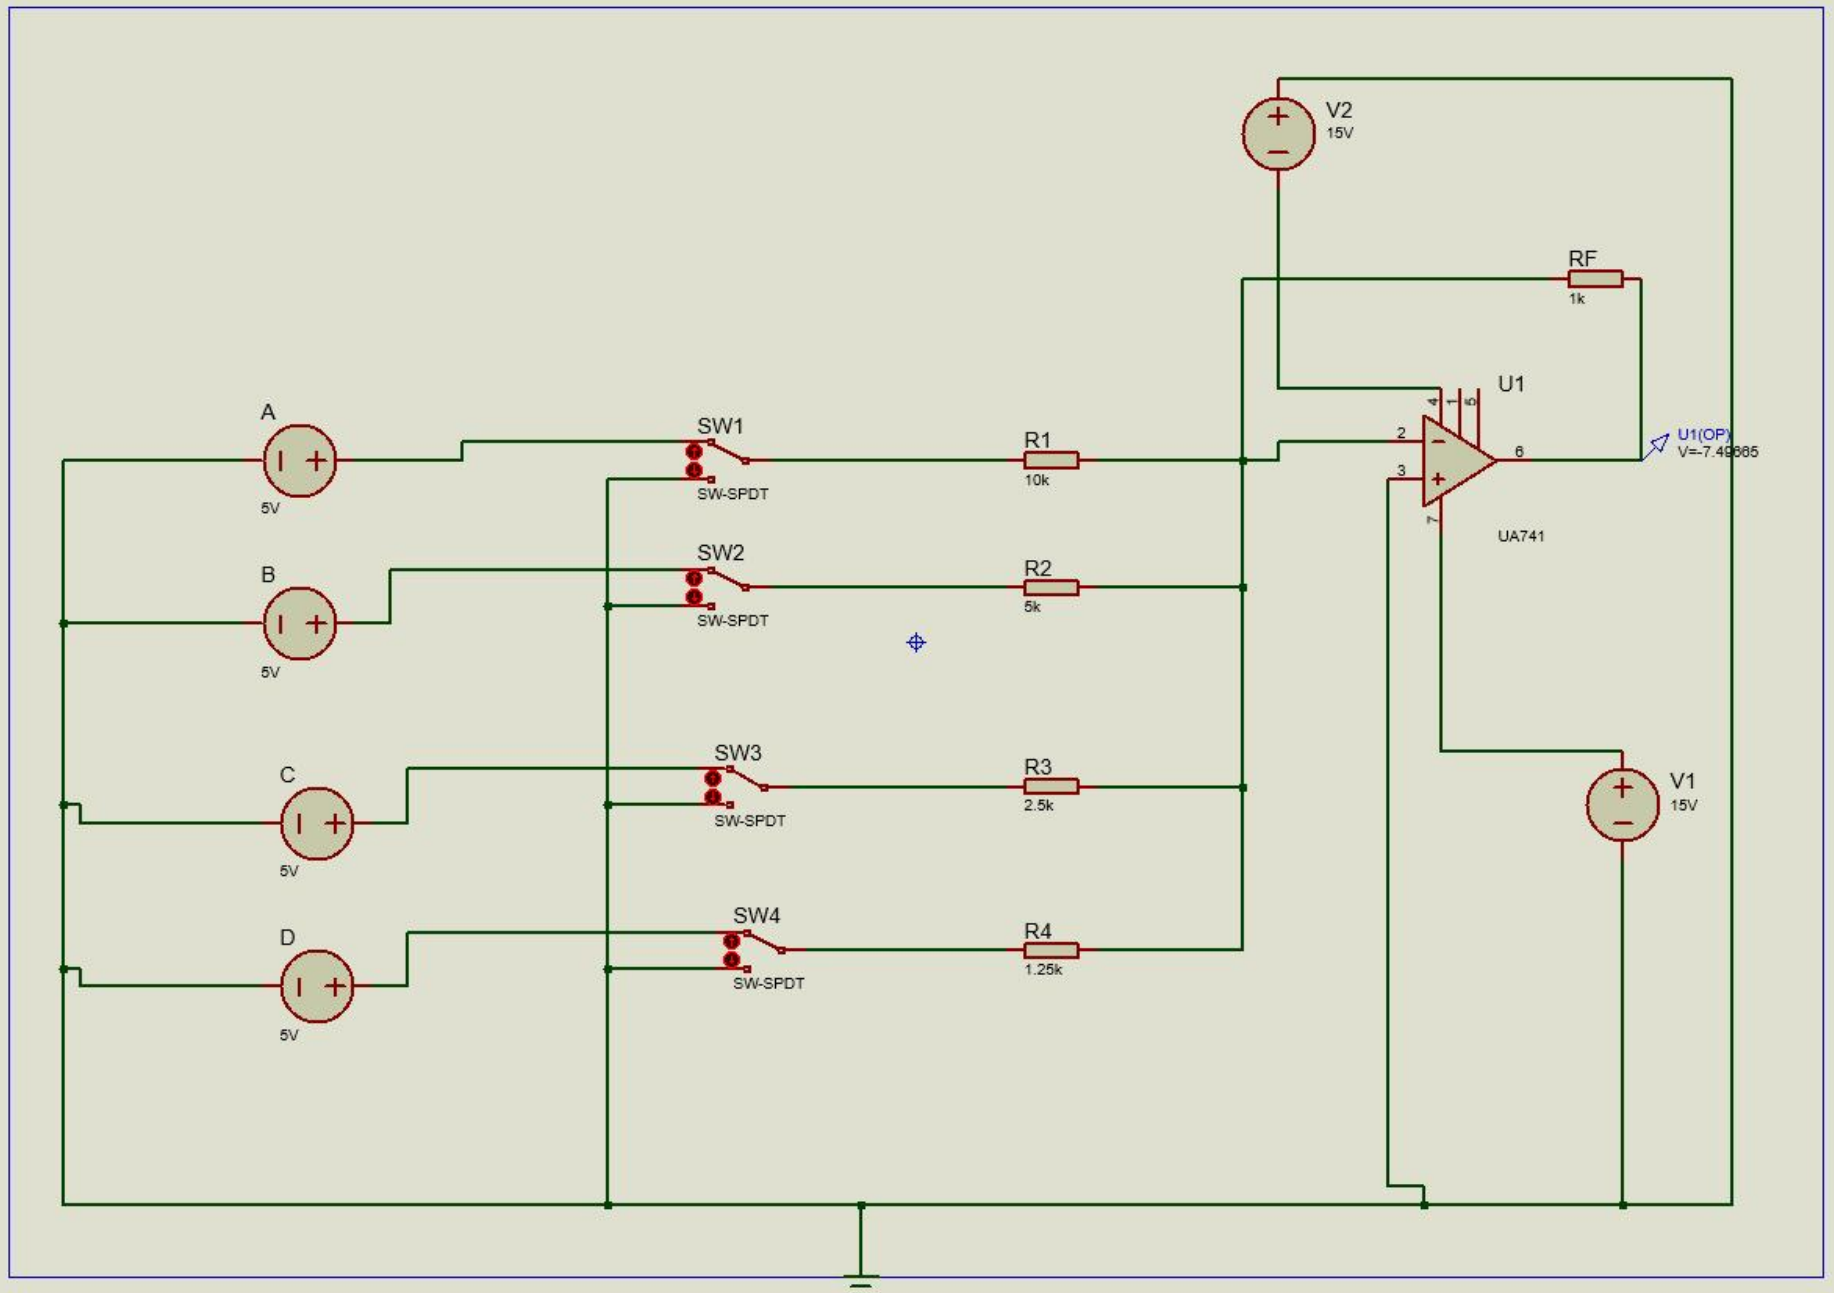 V2
15V
RF
1k
U1
4
1
5
2
3
6
7
U1(OP)
V=-7.49665
UA741
A
5V
SW1
SW-SPDT
R1
10k
B
5V
SW2
SW-SPDT
R2
5k
C
5V
SW3
SW-SPDT
R3
2.5k
V1
15V
D
5V
SW4
SW-SPDT
R4
1.25k